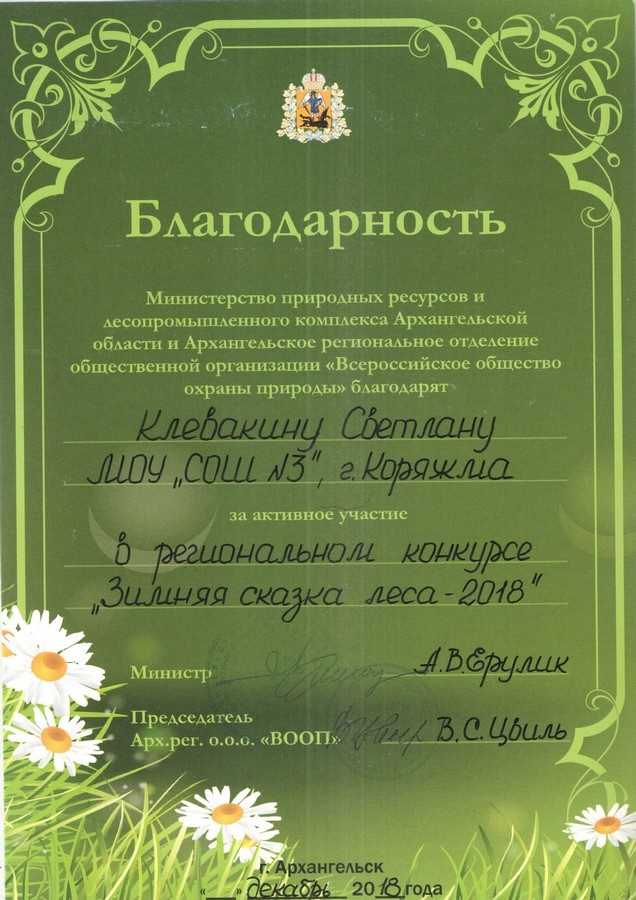 Благодарность
Министерство природных ресурсов и
лесопромышленного комплекса Архангельской
области и Архангельское региональное отделение
общественной организации «Всероссийское общество
охраны природы» благодарят
Клевакину Светлану
МОУ „СОШ №3", г. Коряжма
за активное участие
в региональном конкурсе
„Зимняя сказка леса-2018"
Министр А.В.Ерулик
Председатель
Арх.рег. о.о.о. «ВООП» В.С.Цвиль
г. Архангельск
«__» декабрь 2018 года